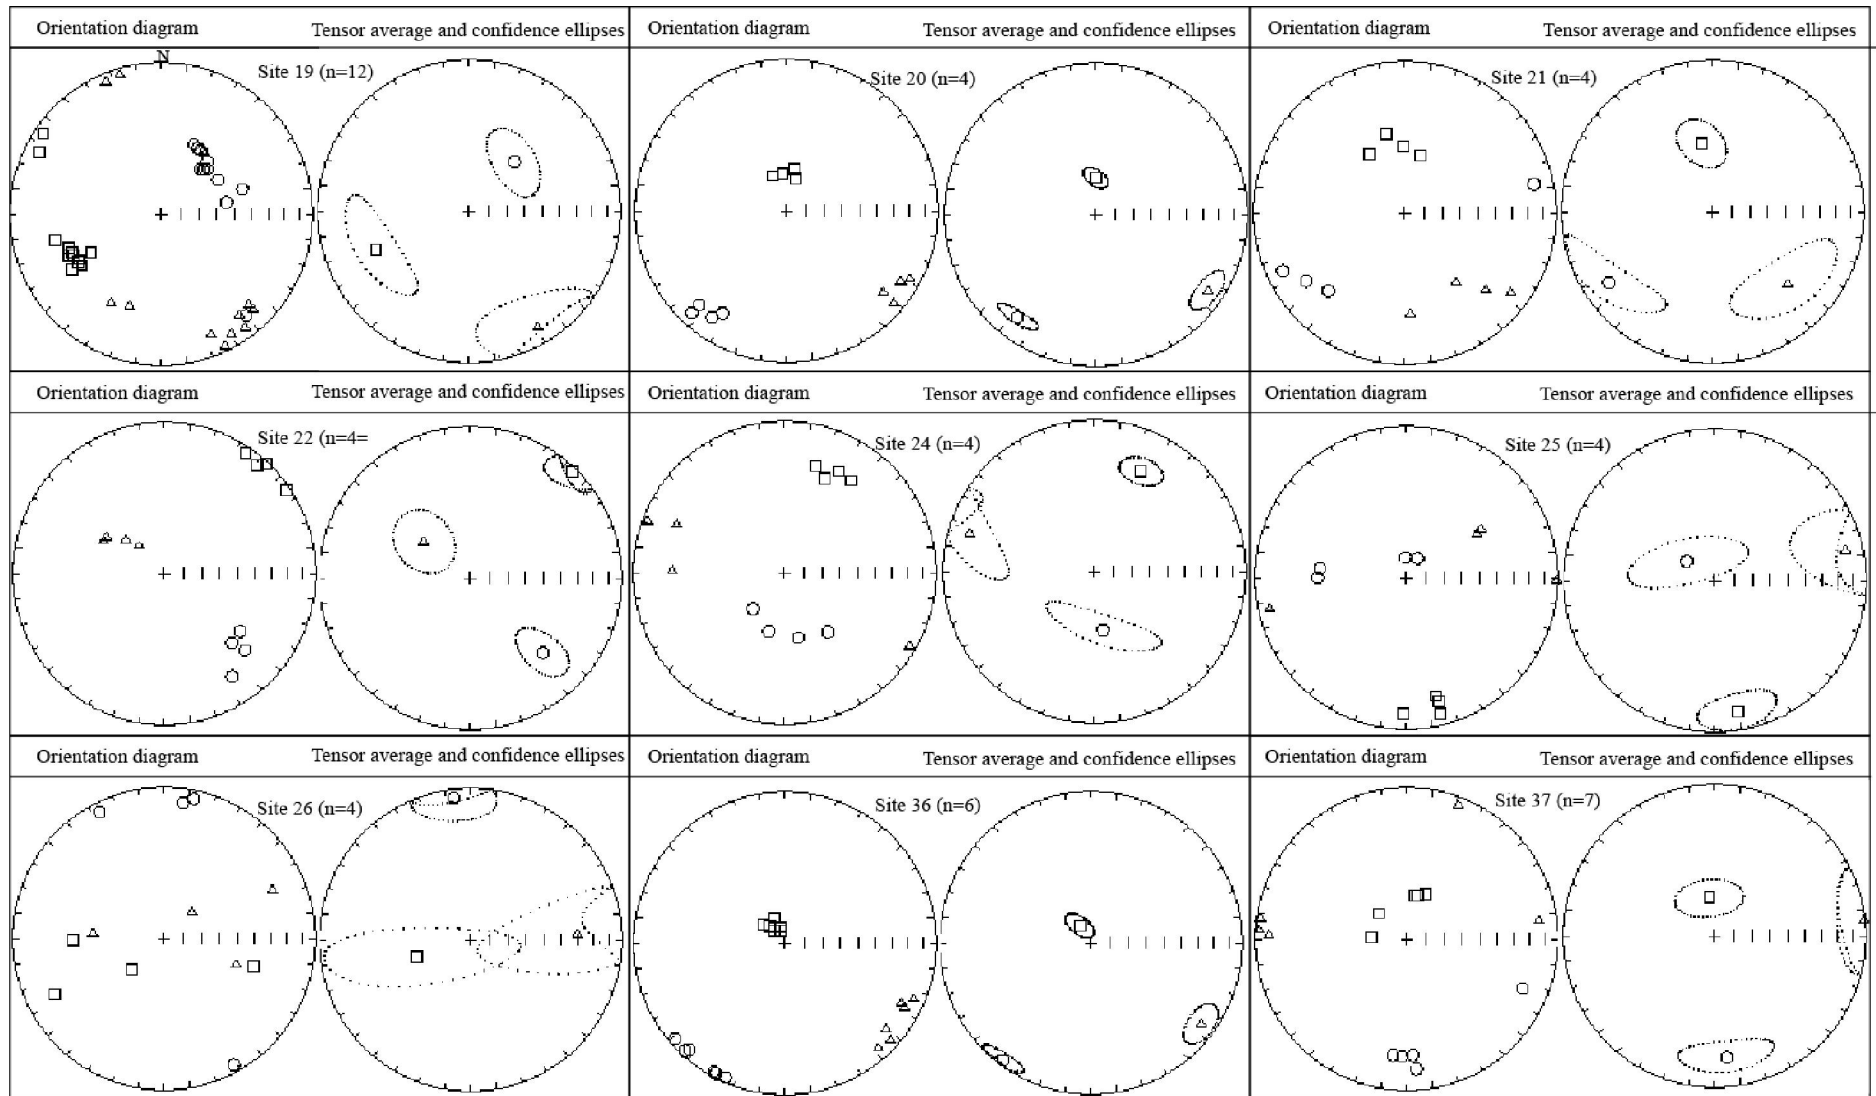 Orientation diagram Tensor average and confidence ellipses Orientation diagram Tensor average and confidence ellipses Orientation diagram Tensor average and confidence ellipses
N
Site 19 (n=12) Site 20 (n=4) Site 21 (n=4)
Orientation diagram Tensor average and confidence ellipses Orientation diagram Tensor average and confidence ellipses Orientation diagram Tensor average and confidence ellipses
Site 22 (n=4= Site 24 (n=4) Site 25 (n=4)
Orientation diagram Tensor average and confidence ellipses Orientation diagram Tensor average and confidence ellipses Orientation diagram Tensor average and confidence ellipses
Site 26 (n=4) Site 36 (n=6) Site 37 (n=7)